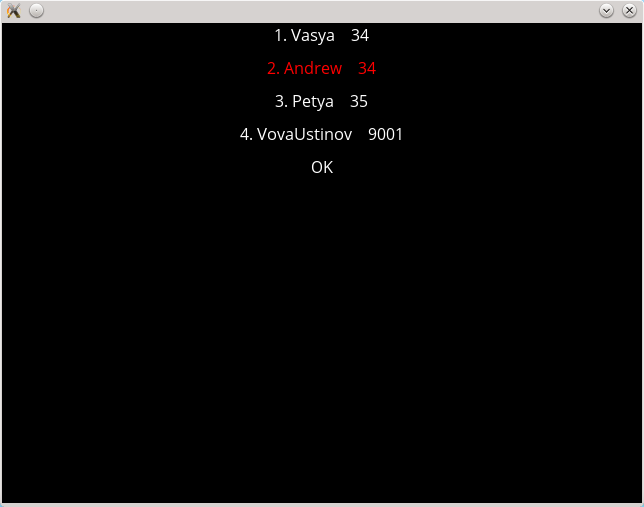 1. Vasya 34
2. Andrew 34
3. Petya 35
4. VovaUstinov 9001
OK